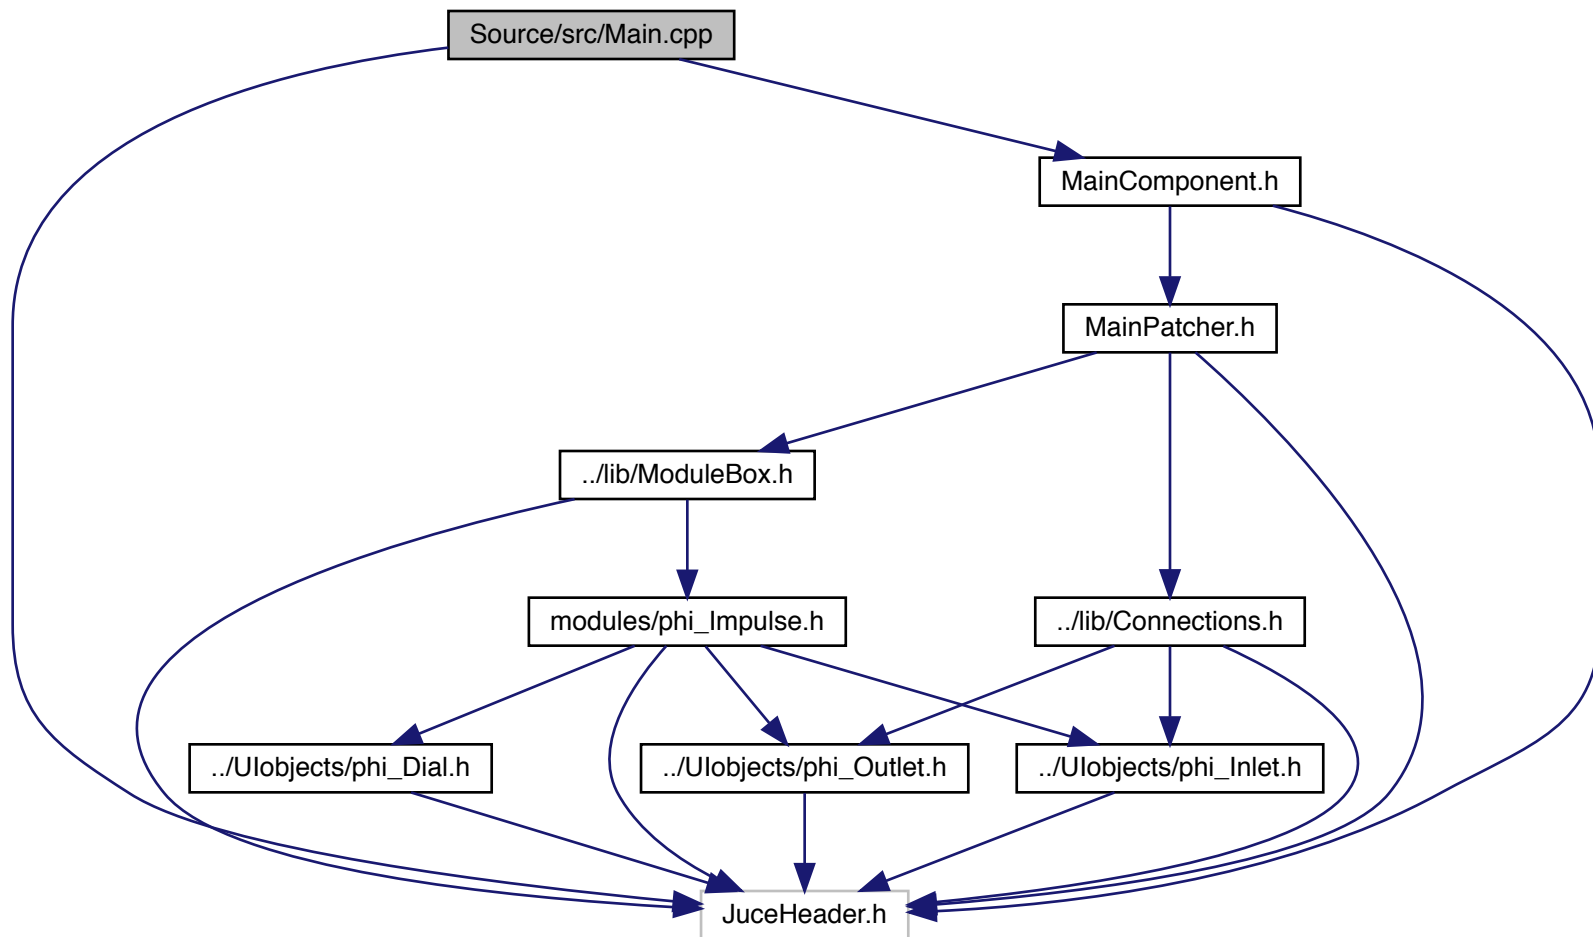 Source/src/Main.cpp
MainComponent.h
MainPatcher.h
../lib/ModuleBox.h
modules/phi_Impulse.h
../lib/Connections.h
../UIobjects/phi_Dial.h
../UIobjects/phi_Outlet.h
../UIobjects/phi_Inlet.h
JuceHeader.h